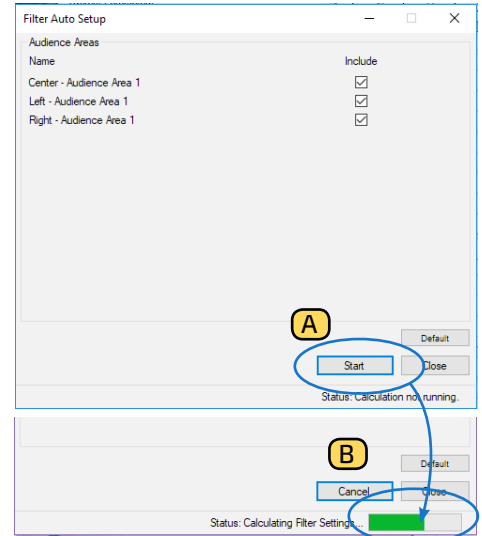 Filter Auto Setup
Audience Areas
Name Include
Center - Audience Area 1
Left - Audience Area 1
Right - Audience Area 1
A
Default
Start Close
Status: Calculation not running.
B
Default
Cancel Close
Status: Calculating Filter Settings...